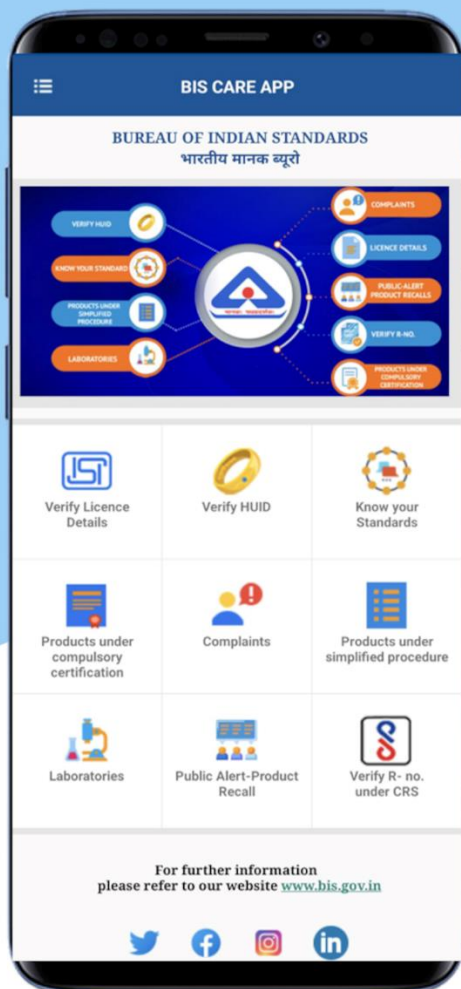 BIS CARE APP
BUREAU OF INDIAN STANDARDS
भारतीय मानक ब्यूरो
VERIFY HUID
KNOW YOUR STANDARD
PRODUCTS UNDER
SIMPLIFIED
PROCEDURE
LABORATORIES
COMPLAINTS
LICENCE DETAILS
PUBLIC-ALERT
PRODUCT RECALLS
VERIFY R-NO.
PRODUCTS UNDER
COMPULSORY
CERTIFICATION
ISI
Verify Licence
Details
Verify HUID
Know your
Standards
Products under
compulsory
certification
Complaints
Products under
simplified procedure
Laboratories
Public Alert-Product
Recall
Verify R- no.
under CRS
For further information
please refer to our website www.bis.gov.in
in